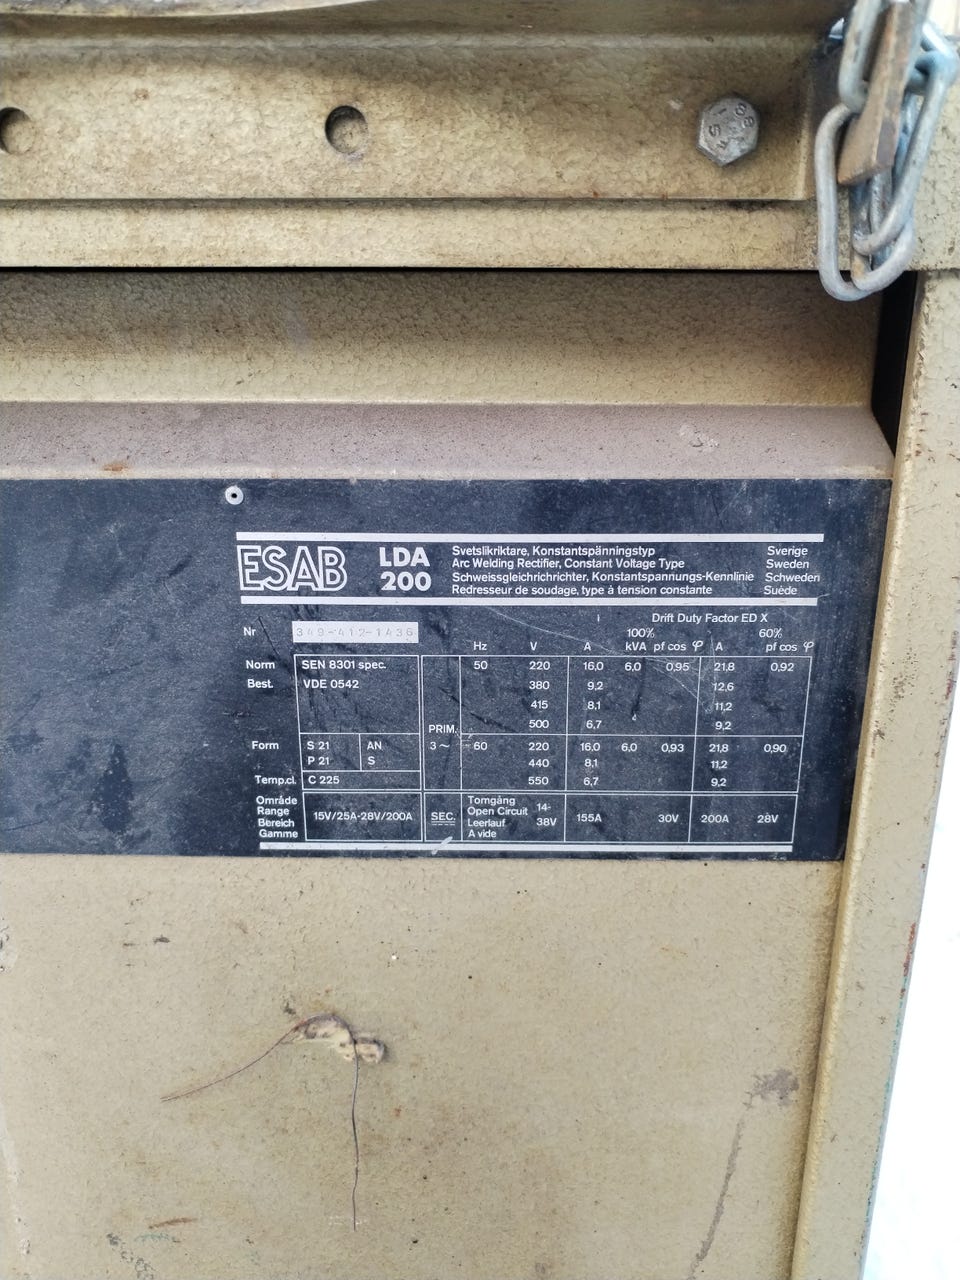 ESAB
LDA
200
Svetslikriktare, Konstantspänningstyp
Arc Welding Rectifier, Constant Voltage Type
Schweissgleichrichrichter, Konstantspannungs-Kennlinie
Redresseur de soudage, type à tension constante
Sverige
Sweden
Schweden
Suède
Drift Duty Factor ED X
100% 60%
Nr 349-412-1436
Hz V A kVA pf cos φ A pf cos φ
Norm SEN 8301 spec. 50 220 16,0 6,0 0,95 21,8 0,92
Best. VDE 0542 380 9,2 12,6
415 8,1 11,2
500 6,7 9,2
PRIM.
3 ~
Form S 21 AN 60 220 16,0 6,0 0,93 21,8 0,90
P 21 S 440 8,1 11,2
Temp.cl. C 225 550 6,7 9,2
Område
Range
Bereich
Gamme
15V/25A-28V/200A
SEC.
Tomgång
Open Circuit
Leerlauf
A vide
14-
38V
155A 30V 200A 28V